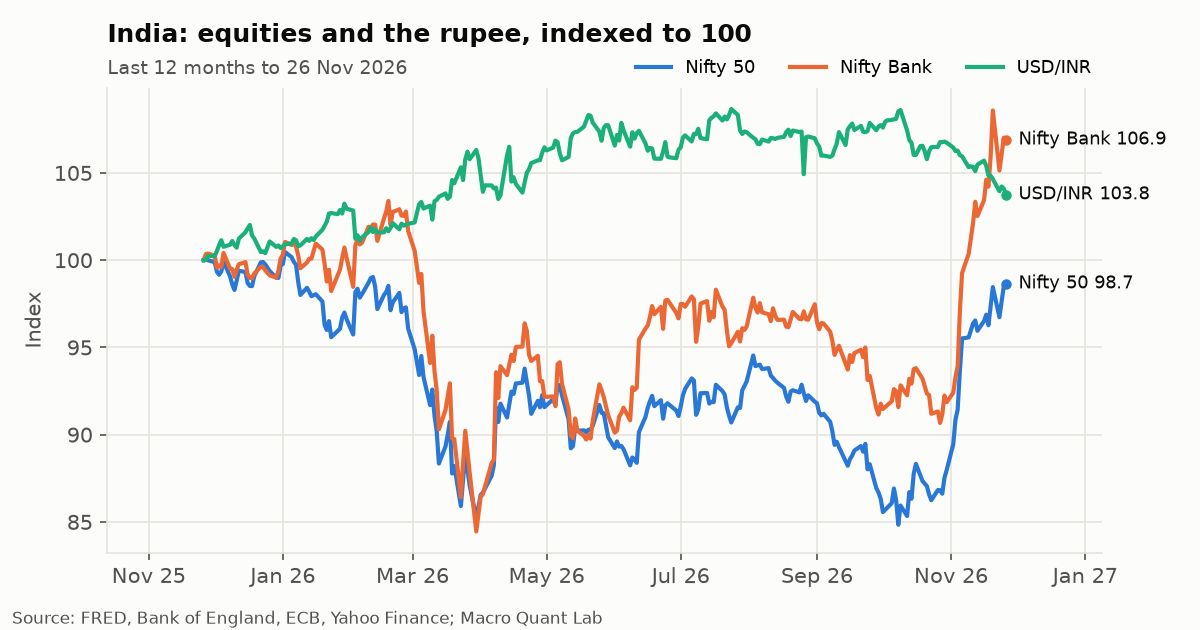 India: equities and the rupee, indexed to 100
Last 12 months to 26 Nov 2026
Nifty 50
Nifty Bank
USD/INR
Index
105
100
95
90
85
Nifty Bank 106.9
USD/INR 103.8
Nifty 50 98.7
Nov 25
Jan 26
Mar 26
May 26
Jul 26
Sep 26
Nov 26
Jan 27
Source: FRED, Bank of England, ECB, Yahoo Finance; Macro Quant Lab